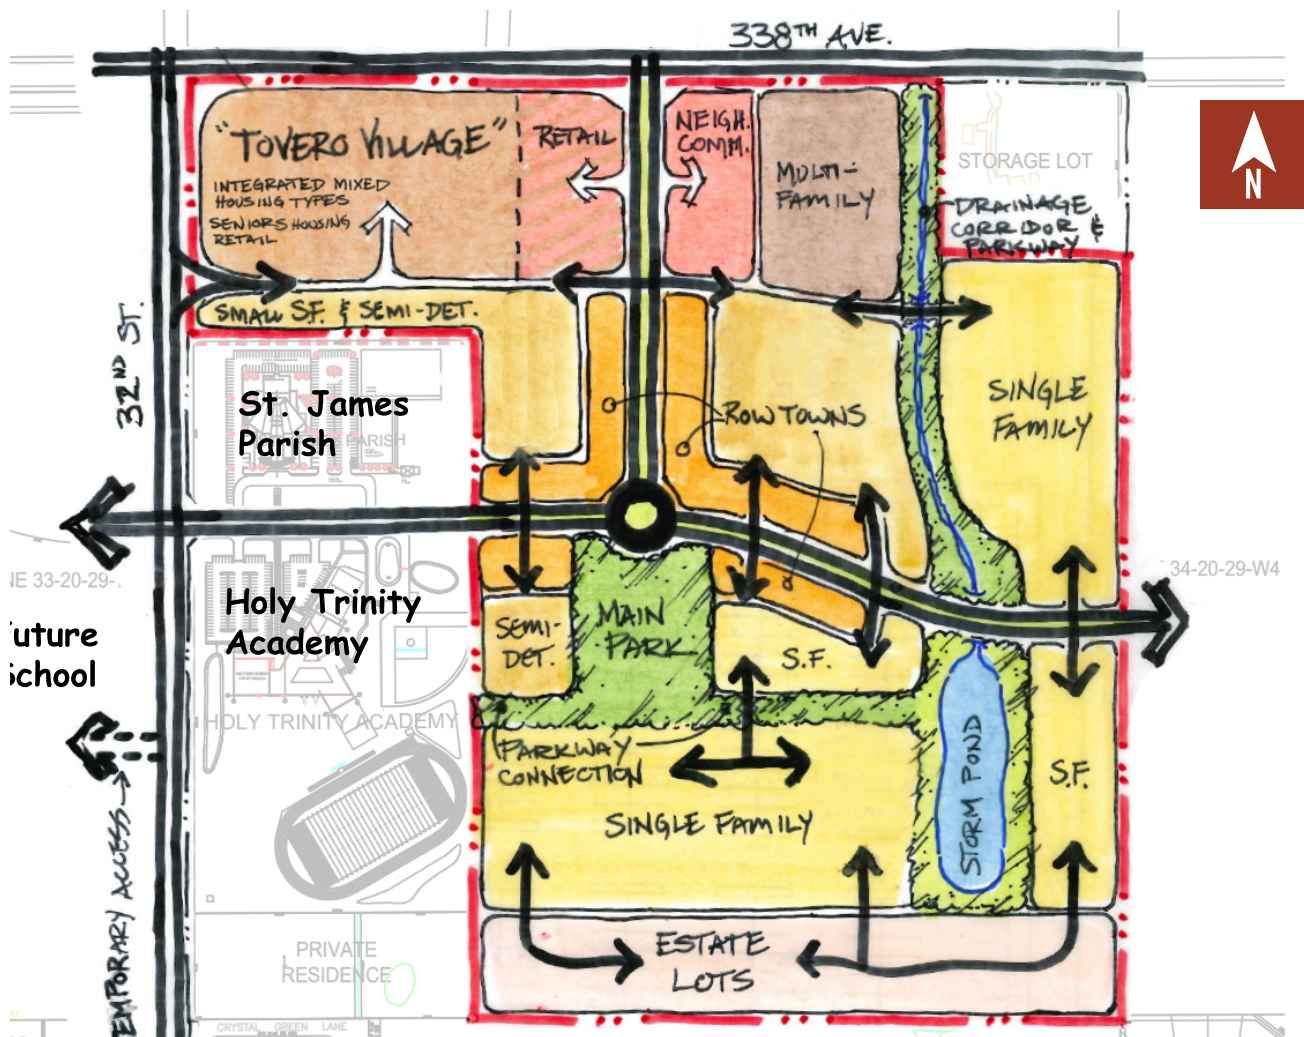 338TH AVE.
N
"TOVERO VILLAGE"
INTEGRATED MIXED
HOUSING TYPES
SENIORS HOUSING
RETAIL
RETAIL
NEIGH.
COMM.
MULTI-
FAMILY
STORAGE LOT
DRAINAGE
CORRIDOR &
PARKWAY
SMALL S.F. & SEMI-DET.
32ND ST.
St. James
Parish
PARISH
ROW TOWNS
SINGLE
FAMILY
NE 33-20-29-
34-20-29-W4
Holy Trinity
Academy
uture
School
SEMI-
DET.
MAIN
PARK
S.F.
HOLY TRINITY ACADEMY
PARKWAY
CONNECTION
SINGLE FAMILY
STORM POND
S.F.
TEMPORARY ACCESS
ESTATE
LOTS
PRIVATE
RESIDENCE
CRYSTAL GREEN LANE